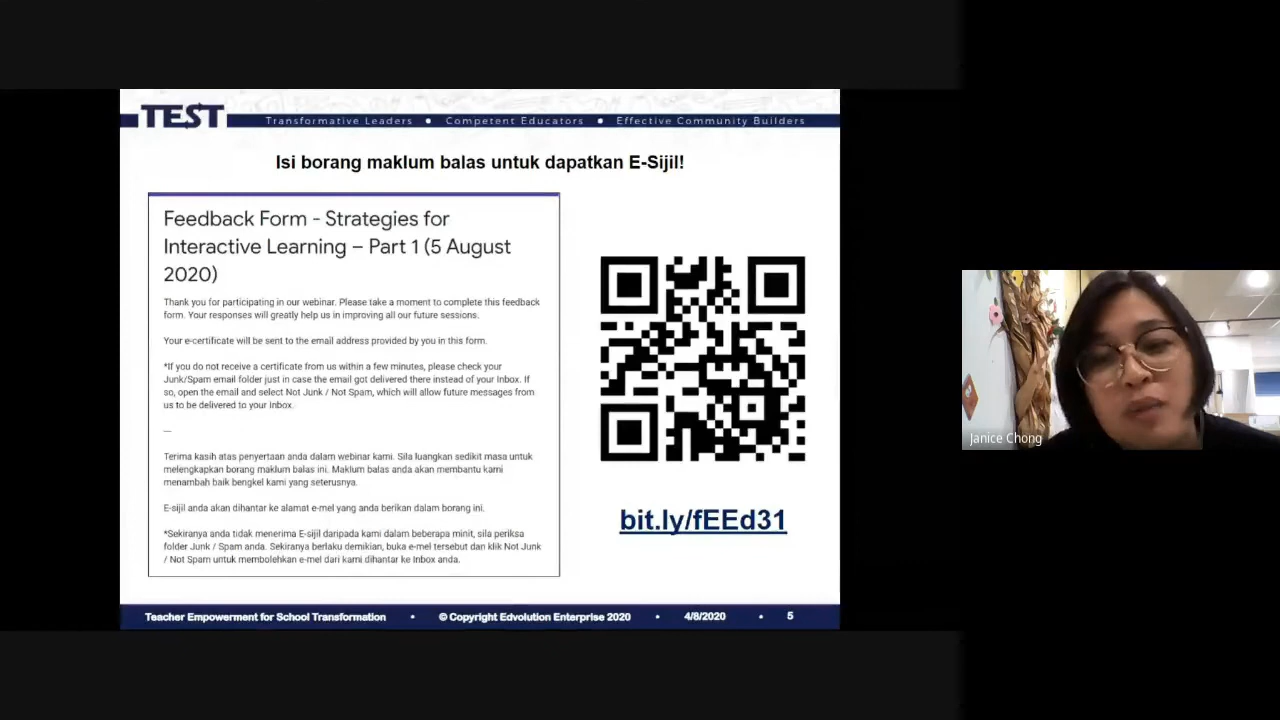 TEST
Transformative Leaders • Competent Educators • Effective Community Builders
Isi borang maklum balas untuk dapatkan E-Sijil!
Feedback Form - Strategies for
Interactive Learning – Part 1 (5 August
2020)
Thank you for participating in our webinar. Please take a moment to complete this feedback
form. Your responses will greatly help us in improving all our future sessions.
Your e-certificate will be sent to the email address provided by you in this form.
*If you do not receive a certificate from us within a few minutes, please check your
Junk/Spam email folder just in case the email got delivered there instead of your Inbox. If
so, open the email and select Not Junk / Not Spam, which will allow future messages from
us to be delivered to your Inbox.
—
Terima kasih atas penyertaan anda dalam webinar kami. Sila luangkan sedikit masa untuk
melengkapkan borang maklum balas ini. Maklum balas anda akan membantu kami
menambah baik bengkel kami yang seterusnya.
E-sijil anda akan dihantar ke alamat e-mel yang anda berikan dalam borang ini.
*Sekiranya anda tidak menerima E-sijil daripada kami dalam beberapa minit, sila periksa
folder Junk / Spam anda. Sekiranya berlaku demikian, buka e-mel tersebut dan klik Not Junk
/ Not Spam untuk membolehkan e-mel dari kami dihantar ke Inbox anda.
bit.ly/fEEd31
Janice Chong
Teacher Empowerment for School Transformation • © Copyright Edvolution Enterprise 2020 • 4/8/2020 • 5